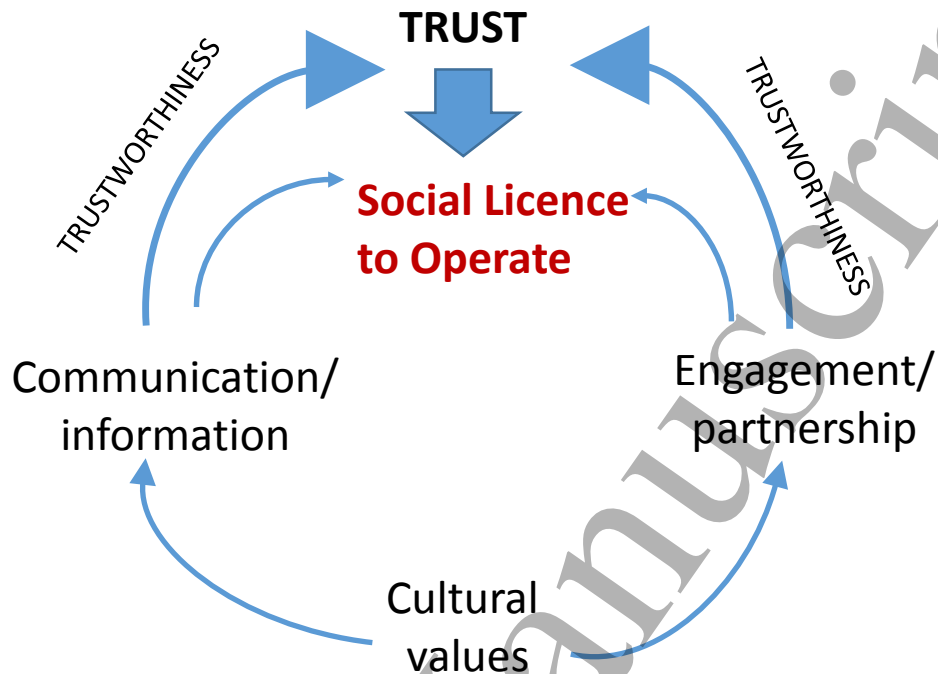 TRUST
TRUSTWORTHINESS
TRUSTWORTHINESS
Social Licence
to Operate
Communication/
information
Engagement/
partnership
Cultural
values